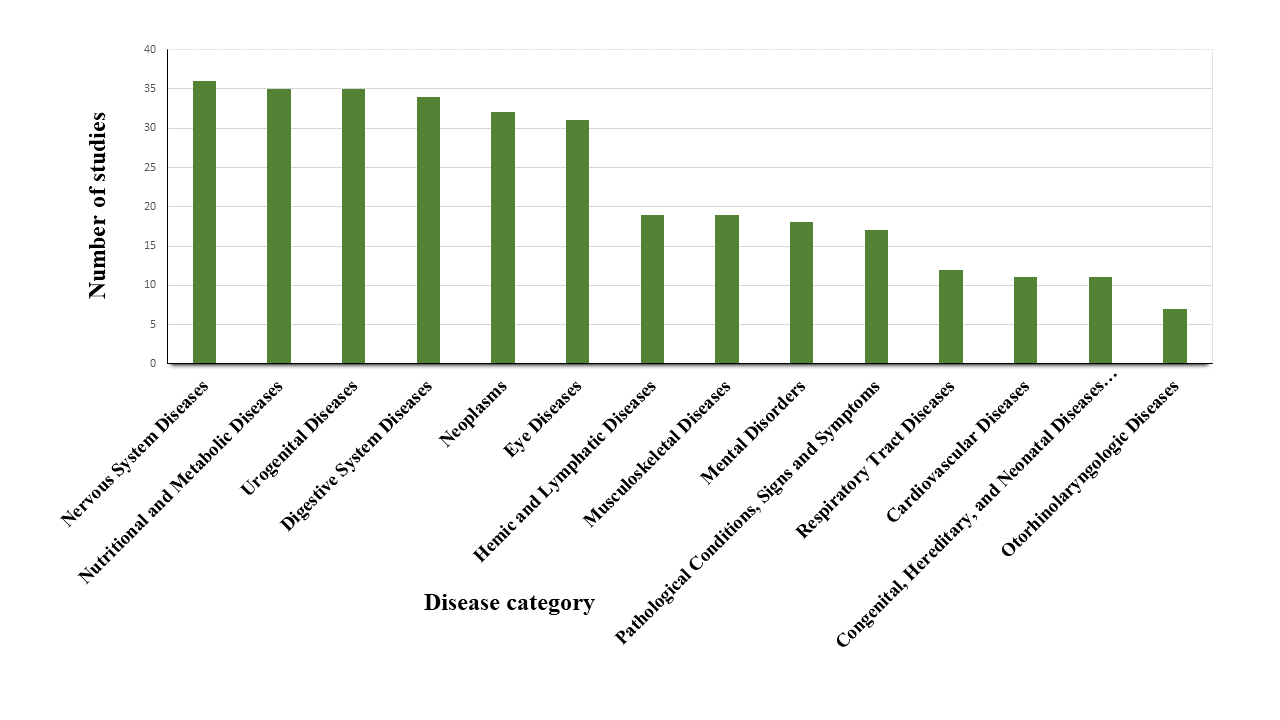 Number of studies
40
35
30
25
20
15
10
5
0
Nervous System Diseases
Nutritional and Metabolic Diseases
Urogenital Diseases
Digestive System Diseases
Neoplasms
Eye Diseases
Hemic and Lymphatic Diseases
Musculoskeletal Diseases
Mental Disorders
Pathological Conditions, Signs and Symptoms
Respiratory Tract Diseases
Cardiovascular Diseases
Congenital, Hereditary, and Neonatal Diseases…
Otorhinolaryngologic Diseases
Disease category